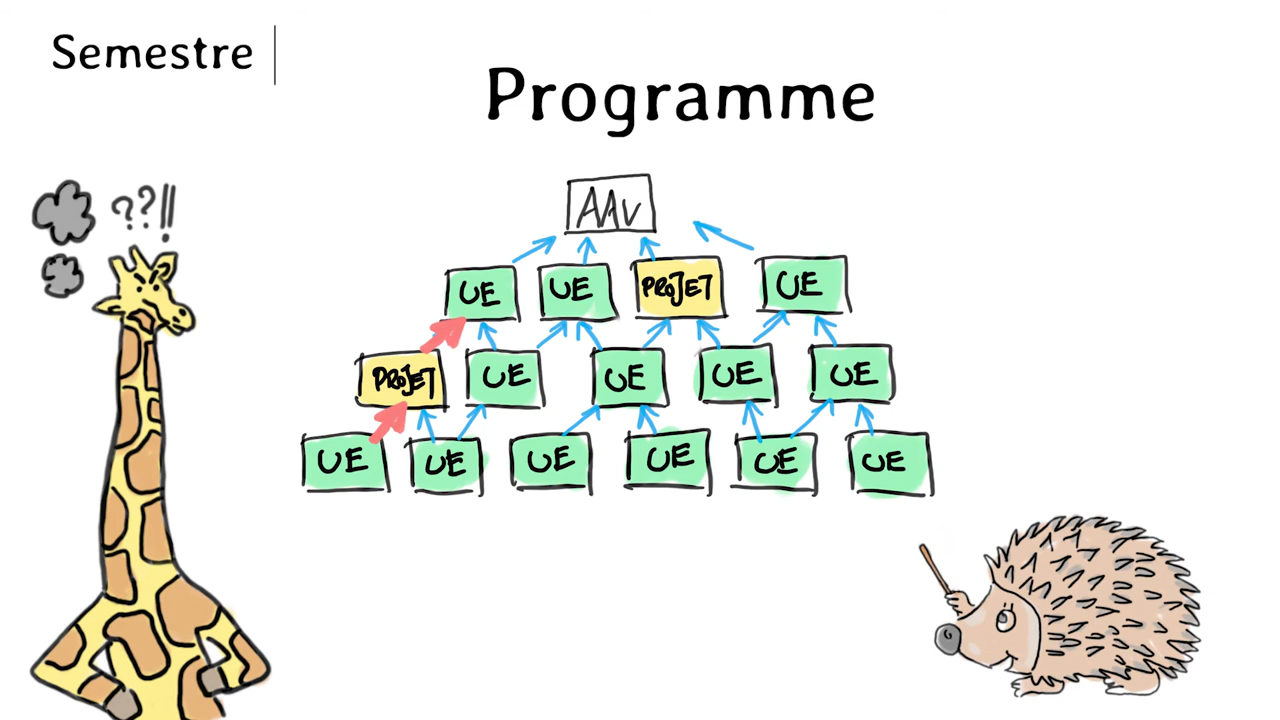 Semestre
Programme
??!!
AAv
UE UE PROJET UE
PROJET UE UE UE UE
UE UE UE UE UE UE